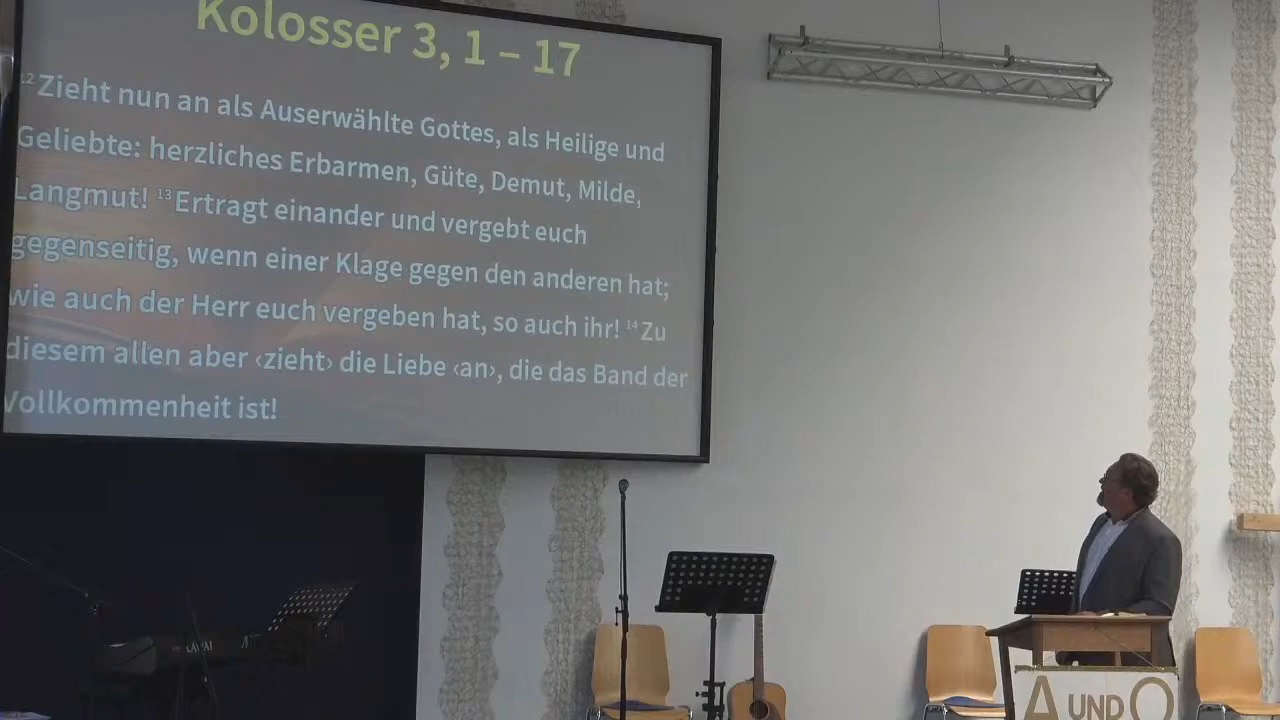 Kolosser 3, 1 – 17
12 Zieht nun an als Auserwählte Gottes, als Heilige und
Geliebte: herzliches Erbarmen, Güte, Demut, Milde,
Langmut! 13 Ertragt einander und vergebt euch
gegenseitig, wenn einer Klage gegen den anderen hat;
wie auch der Herr euch vergeben hat, so auch ihr! 14 Zu
diesem allen aber ‹zieht› die Liebe ‹an›, die das Band der
Vollkommenheit ist!
KAWAI
A UND O